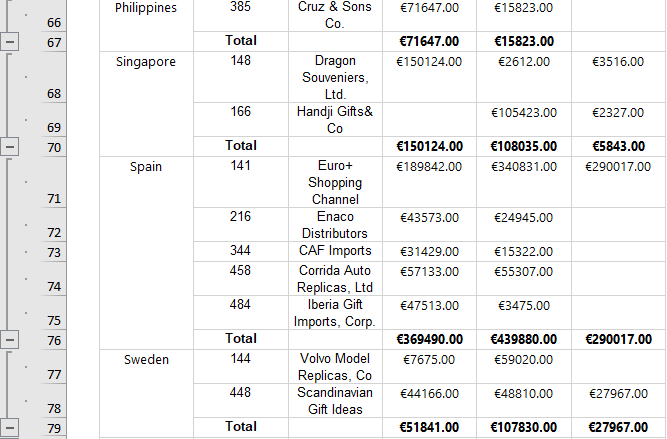 Philippines 385 Cruz & Sons €71647.00 €15823.00
66 Co.
67 Total €71647.00 €15823.00
Singapore 148 Dragon €150124.00 €2612.00 €3516.00
Souveniers,
68 Ltd.
166 Handji Gifts& €105423.00 €2327.00
69 Co
70 Total €150124.00 €108035.00 €5843.00
Spain 141 Euro+ €189842.00 €340831.00 €290017.00
Shopping
71 Channel
216 Enaco €43573.00 €24945.00
72 Distributors
73 344 CAF Imports €31429.00 €15322.00
458 Corrida Auto €57133.00 €55307.00
74 Replicas, Ltd
484 Iberia Gift €47513.00 €3475.00
75 Imports, Corp.
76 Total €369490.00 €439880.00 €290017.00
Sweden 144 Volvo Model €7675.00 €59020.00
77 Replicas, Co
448 Scandinavian €44166.00 €48810.00 €27967.00
78 Gift Ideas
79 Total €51841.00 €107830.00 €27967.00